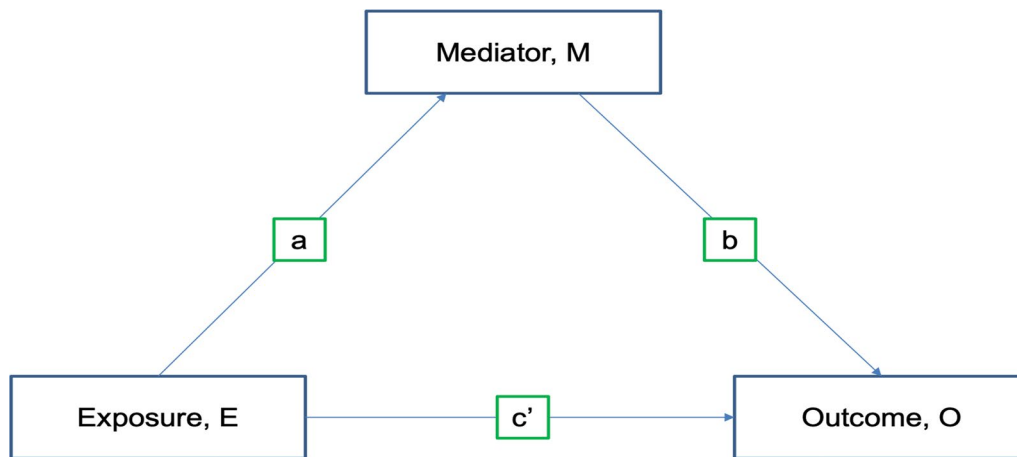 Mediator, M
a
b
Exposure, E
c’
Outcome, O